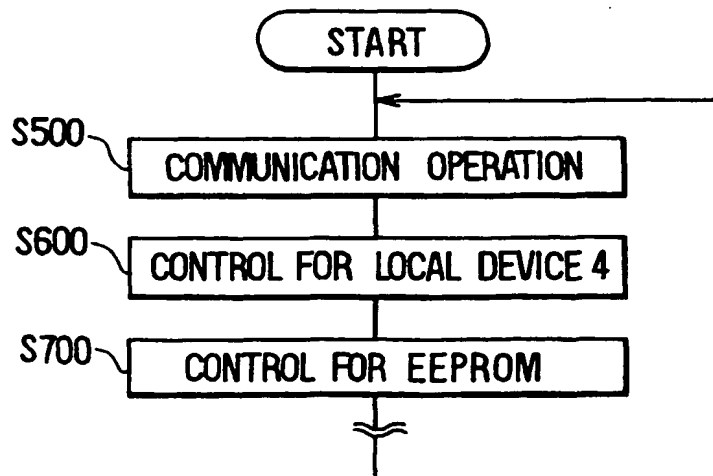 START
S500
COMMUNICATION OPERATION
S600
CONTROL FOR LOCAL DEVICE 4
S700
CONTROL FOR EEPROM